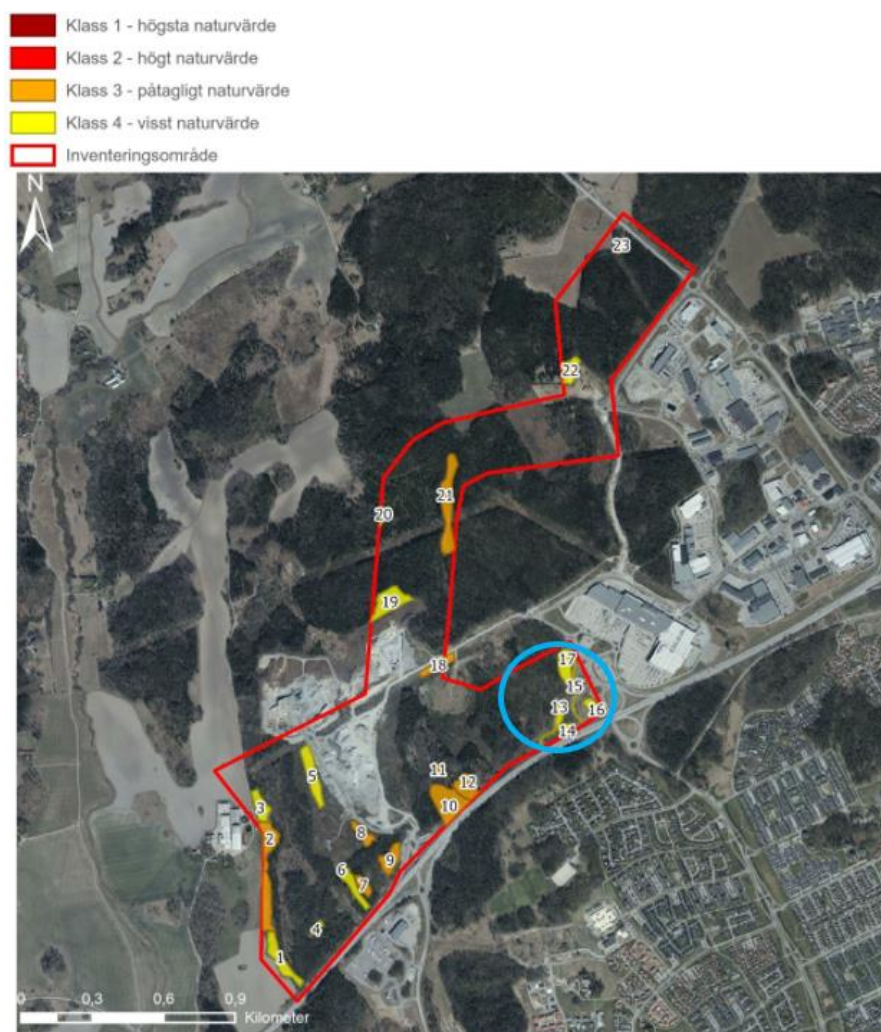 Klass 1 - högsta naturvärde
Klass 2 - högt naturvärde
Klass 3 - påtagligt naturvärde
Klass 4 - visst naturvärde
Inventeringsområde
N
23
22
21
20
19
18
17
15
13
16
14
5
11
12
3
10
2
8
9
6
7
4
1
0 0,3 0,6 0,9
Kilometer